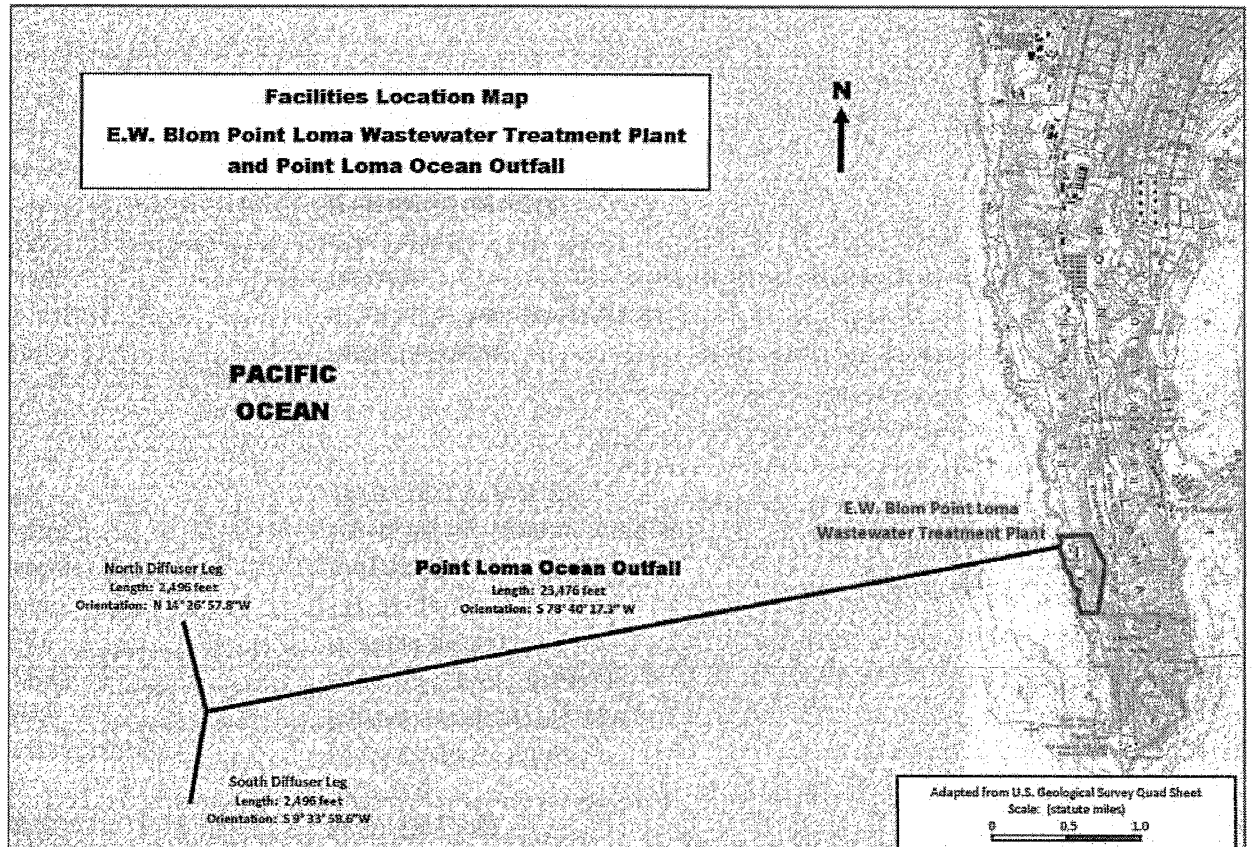 Facilities Location Map
E.W. Blom Point Loma Wastewater Treatment Plant
and Point Loma Ocean Outfall
N
PACIFIC
OCEAN
E.W. Blom Point Loma
Wastewater Treatment Plant
North Diffuser Leg
Length: 2,496 feet
Orientation: N 14° 26' 57.8" W
Point Loma Ocean Outfall
Length: 23,476 feet
Orientation: S 78° 40' 17.3" W
South Diffuser Leg
Length: 2,496 feet
Orientation: S 9° 33' 58.6" W
Adapted from U.S. Geological Survey Quad Sheet
Scale: (statute miles)
0 0.5 1.0